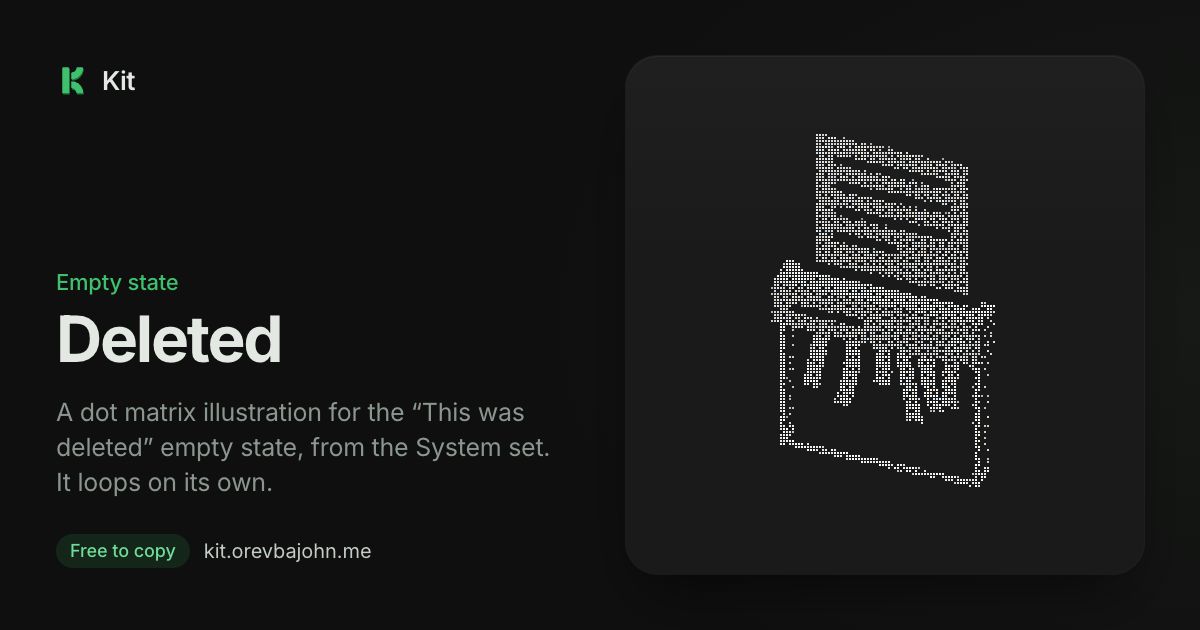 Kit
Empty state
Deleted
A dot matrix illustration for the “This was
deleted” empty state, from the System set.
It loops on its own.
Free to copy
kit.orevbajohn.me